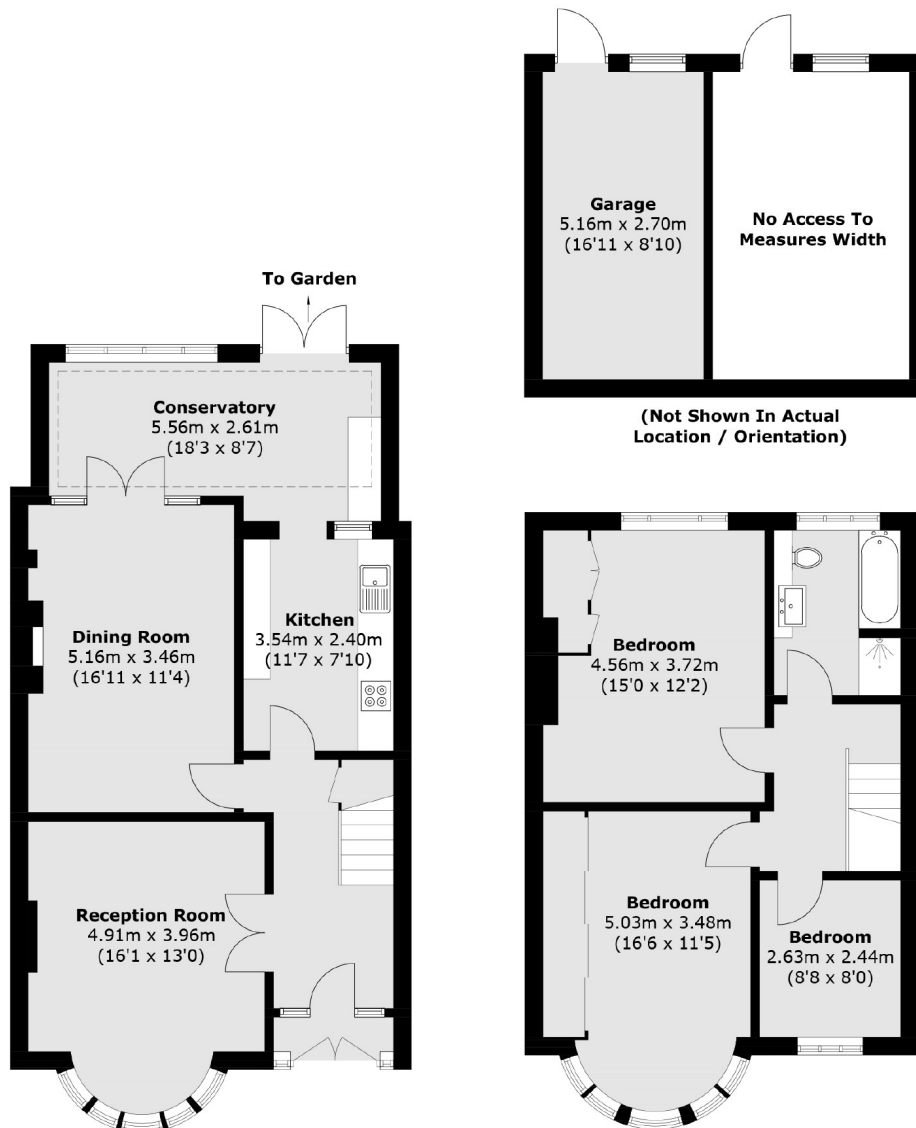 Garage
5.16m x 2.70m
(16'11 x 8'10)
No Access To
Measures Width
(Not Shown In Actual
Location / Orientation)
To Garden
Conservatory
5.56m x 2.61m
(18'3 x 8'7)
Dining Room
5.16m x 3.46m
(16'11 x 11'4)
Kitchen
3.54m x 2.40m
(11'7 x 7'10)
Reception Room
4.91m x 3.96m
(16'1 x 13'0)
Bedroom
4.56m x 3.72m
(15'0 x 12'2)
Bedroom
5.03m x 3.48m
(16'6 x 11'5)
Bedroom
2.63m x 2.44m
(8'8 x 8'0)